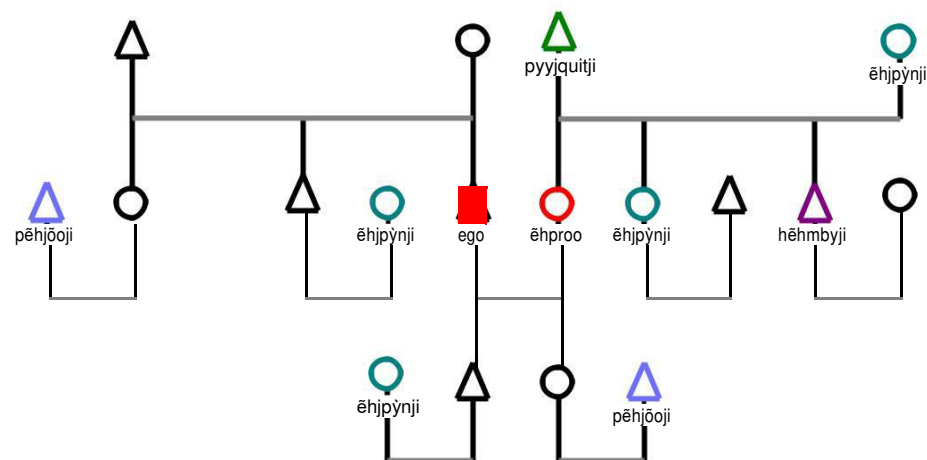 pyyjquitji
ẽhjpỳnji
pẽhjõoji
ẽhjpỳnji
ego
ẽhproo
ẽhjpỳnji
hẽhmbyji
ẽhjpỳnji
pẽhjõoji